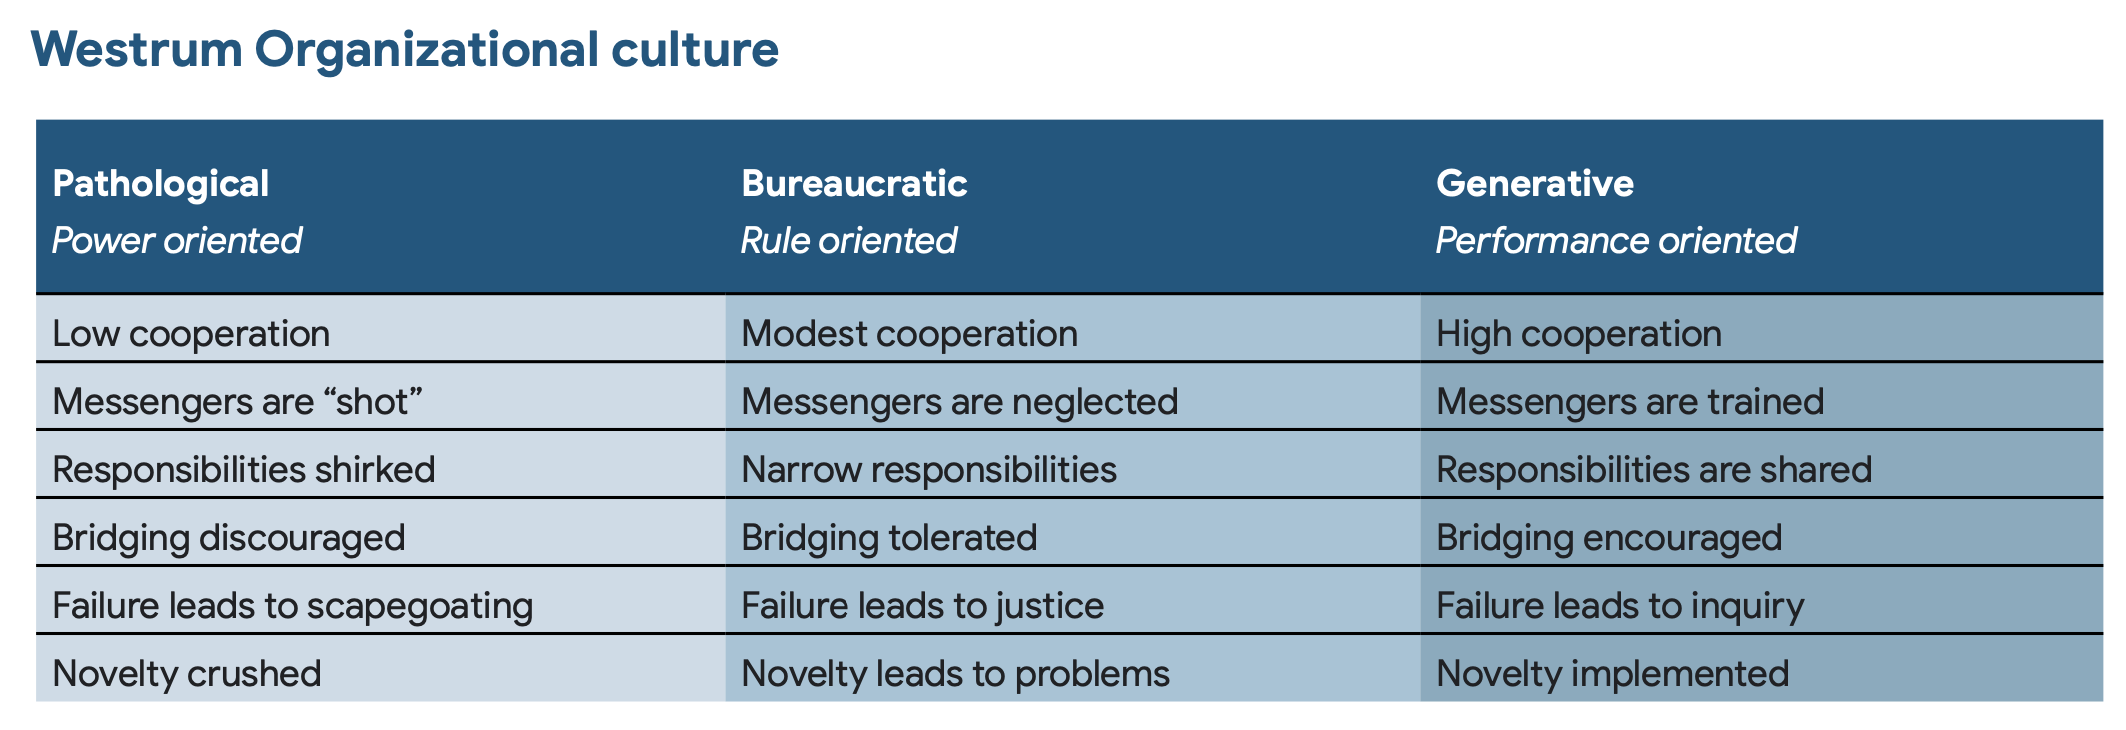 Westrum Organizational culture
Pathological Bureaucratic Generative
Power oriented Rule oriented Performance oriented
Low cooperation Modest cooperation High cooperation
Messengers are “shot” Messengers are neglected Messengers are trained
Responsibilities shirked Narrow responsibilities Responsibilities are shared
Bridging discouraged Bridging tolerated Bridging encouraged
Failure leads to scapegoating Failure leads to justice Failure leads to inquiry
Novelty crushed Novelty leads to problems Novelty implemented